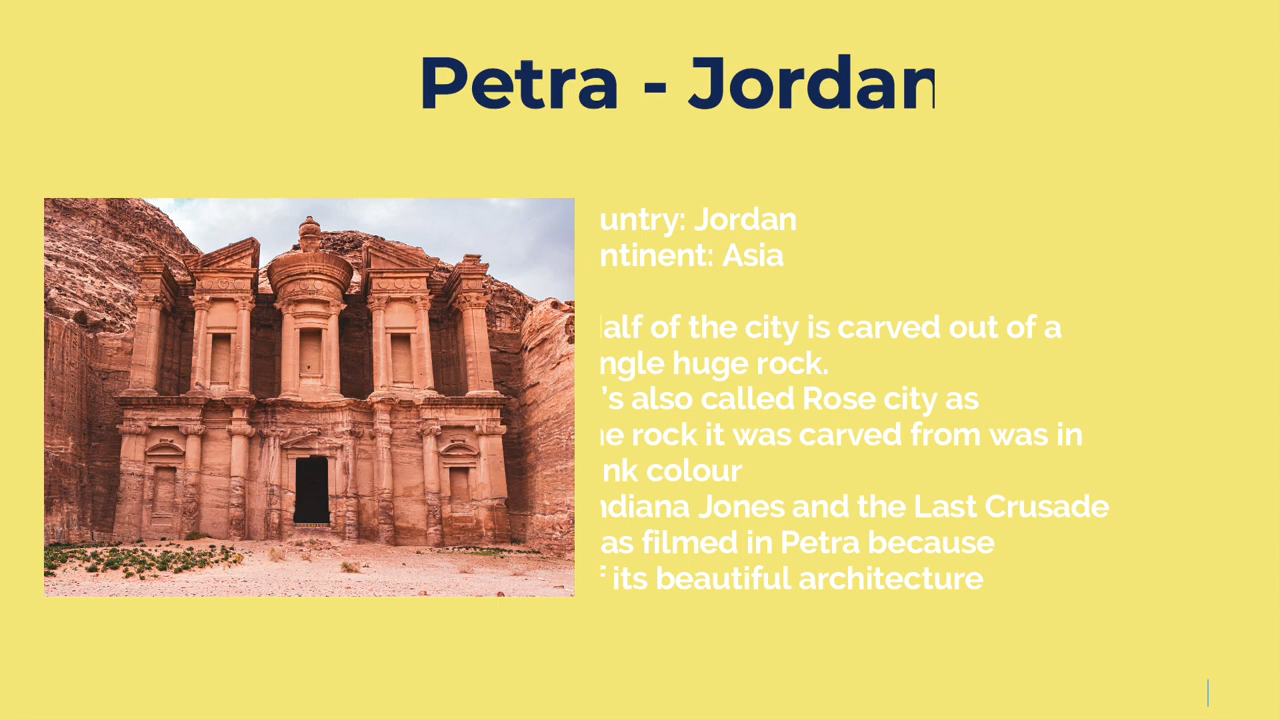 Petra - Jordan
untry: Jordan
ntinent: Asia
alf of the city is carved out of a
ngle huge rock.
’s also called Rose city as
e rock it was carved from was in
nk colour
ndiana Jones and the Last Crusade
as filmed in Petra because
f its beautiful architecture